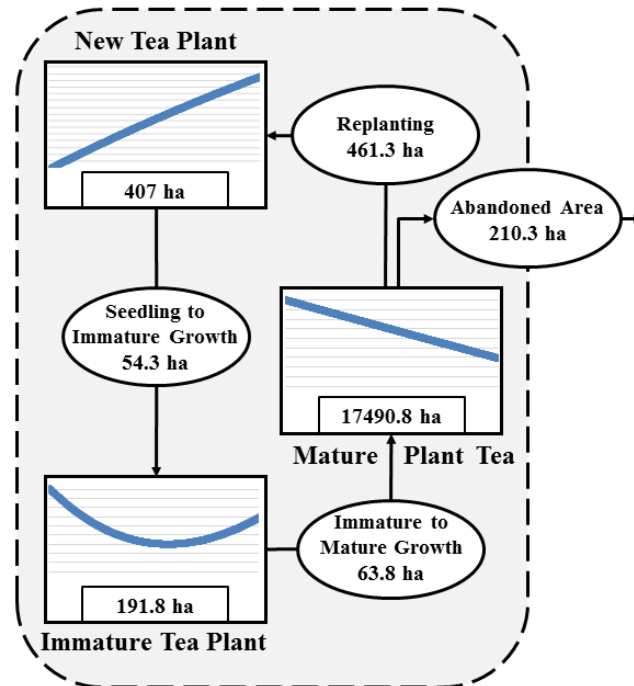 New Tea Plant
407 ha
Replanting
461.3 ha
Abandoned Area
210.3 ha
Seedling to
Immature Growth
54.3 ha
17490.8 ha
Mature Plant Tea
Immature to
Mature Growth
63.8 ha
191.8 ha
Immature Tea Plant